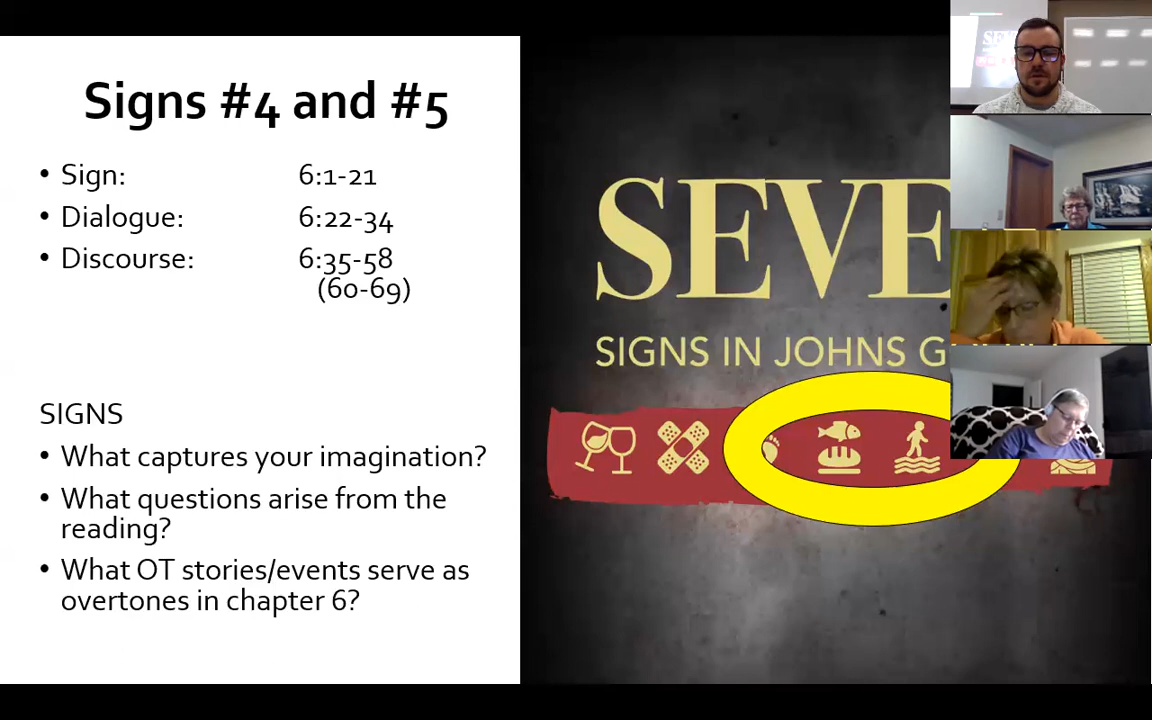 Signs #4 and #5
• Sign: 6:1-21
• Dialogue: 6:22-34
• Discourse: 6:35-58
(60-69)
SIGNS
• What captures your imagination?
• What questions arise from the
reading?
• What OT stories/events serve as
overtones in chapter 6?
SEVE
SIGNS IN JOHNS G